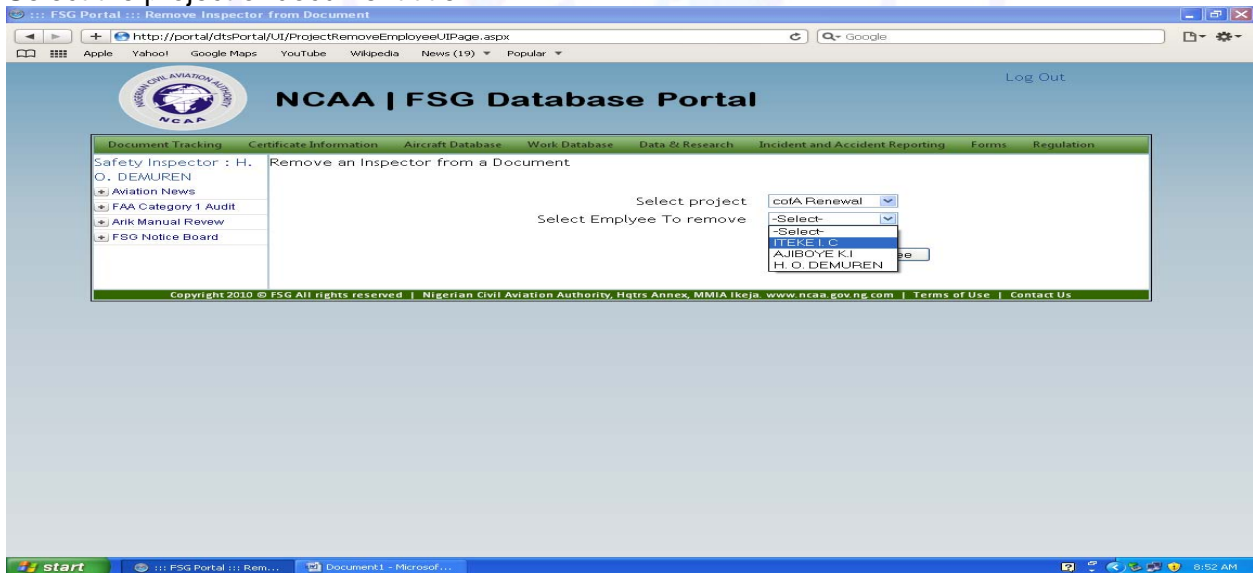 ::: FSG Portal ::: Remove Inspector from Document
http://portal/dtsPortal/UI/ProjectRemoveEmployeeUIPage.aspx
Google
Apple Yahoo! Google Maps YouTube Wikipedia News (19) Popular
NIGERIAN CIVIL AVIATION AUTHORITY
NCAA
NCAA | FSG Database Portal
Log Out
Document Tracking Certificate Information Aircraft Database Work Database Data & Research Incident and Accident Reporting Forms Regulation
Safety Inspector : H. O. DEMUREN
Aviation News
FAA Category 1 Audit
Arik Manual Revew
FSG Notice Board
Remove an Inspector from a Document
Select project cofA Renewal
Select Emplyee To remove -Select-
-Select-
ITEKE I. C
AJIBOYE K.I
H. O. DEMUREN
Copyright 2010 © FSG All rights reserved | Nigerian Civil Aviation Authority, Hqtrs Annex, MMIA Ikeja. www.ncaa.gov.ng.com | Terms of Use | Contact Us
start
::: FSG Portal ::: Rem...
Document1 - Microsof...
8:52 AM